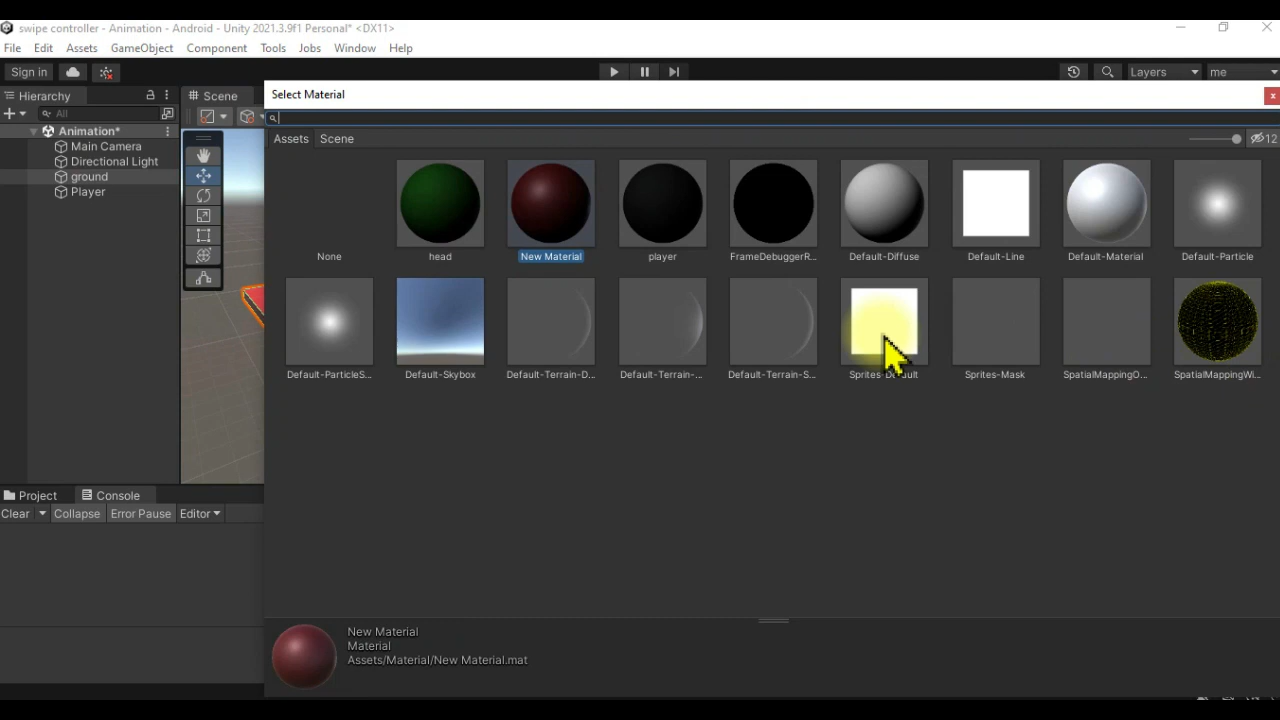 swipe controller - Animation - Android - Unity 2021.3.9f1 Personal* <DX11>
File Edit Assets GameObject Component Tools Jobs Window Help
Sign in Layers me
Hierarchy Scene
All
Animation*
Main Camera
Directional Light
ground
Player
Select Material
Assets Scene 12
None head New Material player FrameDebuggerR... Default-Diffuse Default-Line Default-Material Default-Particle
Default-ParticleS... Default-Skybox Default-Terrain-D... Default-Terrain-... Default-Terrain-S... Sprites-Default Sprites-Mask SpatialMappingO... SpatialMappingWi...
Project Console
Clear Collapse Error Pause Editor
New Material
Material
Assets/Material/New Material.mat